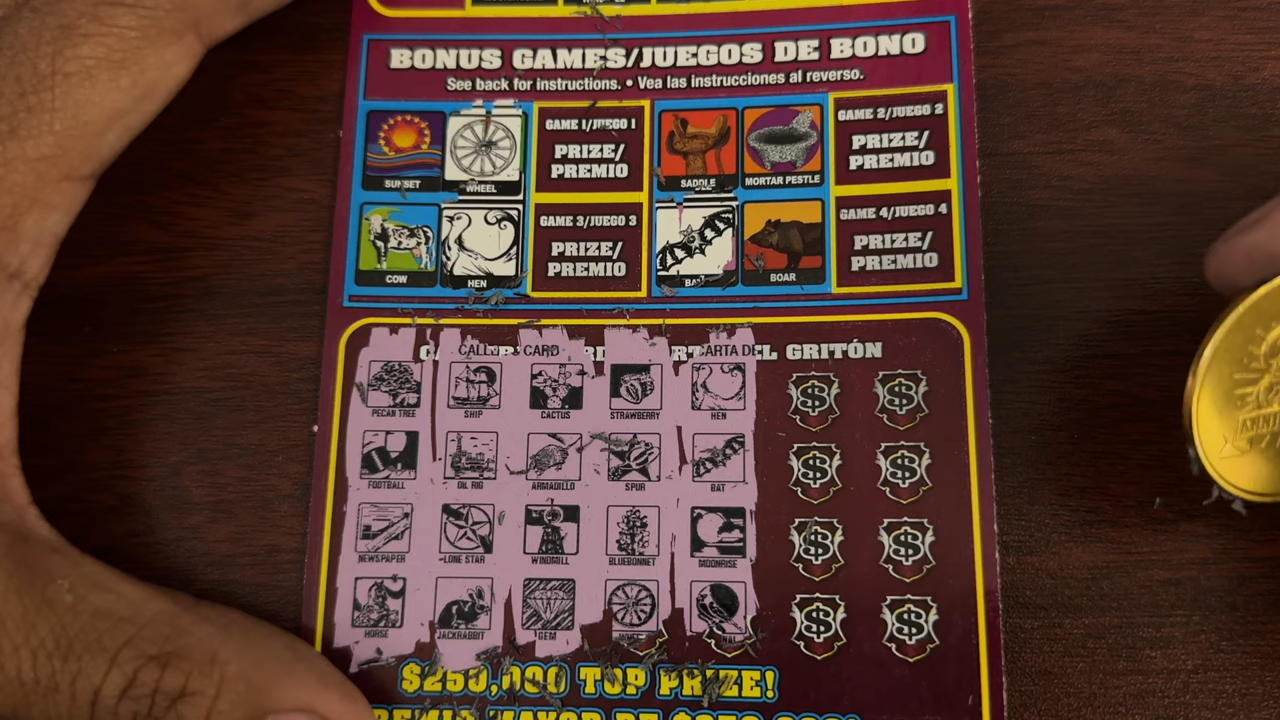 BONUS GAMES/JUEGOS DE BONO
See back for instructions. • Vea las instrucciones al reverso.
SUNSET
WHEEL
GAME 1/JUEGO 1
PRIZE/
PREMIO
SADDLE
MORTAR PESTLE
GAME 2/JUEGO 2
PRIZE/
PREMIO
COW
HEN
GAME 3/JUEGO 3
PRIZE/
PREMIO
BAT
BOAR
GAME 4/JUEGO 4
PRIZE/
PREMIO
CARD CARTA DEL GRITÓN
PECAN TREE SHIP CACTUS STRAWBERRY HEN
FOOTBALL OIL RIG ARMADILLO SPUR BAT
NEWSPAPER LONE STAR WINDMILL BLUEBONNET MOONRISE
HORSE JACKRABBIT GEM
$250,000 TOP PRIZE!